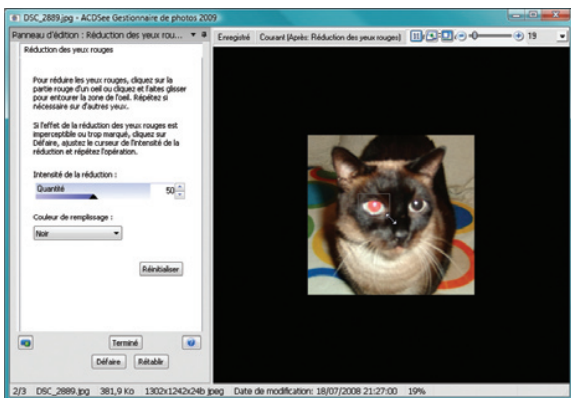 DSC_2889.jpg - ACDSee Gestionnaire de photos 2009
Panneau d'édition : Réduction des yeux rou...
Enregistré Courant (Après: Réduction des yeux rouges) 19
Réduction des yeux rouges
Pour réduire les yeux rouges, cliquez sur la
partie rouge d'un oeil ou cliquez et faites glisser
pour entourer la zone de l'oeil. Répétez si
nécessaire sur d'autres yeux.
Si l'effet de la réduction des yeux rouges est
imperceptible ou trop marqué, cliquez sur
Défaire, ajustez le curseur de l'intensité de la
réduction et répétez l'opération.
Intensité de la réduction :
Quantité 50
Couleur de remplissage :
Noir
Réinitialiser
Terminé
Défaire Rétablir
2/3 DSC_2889.jpg 381,9 Ko 1302x1242x24b jpeg Date de modification: 18/07/2008 21:27:00 19%